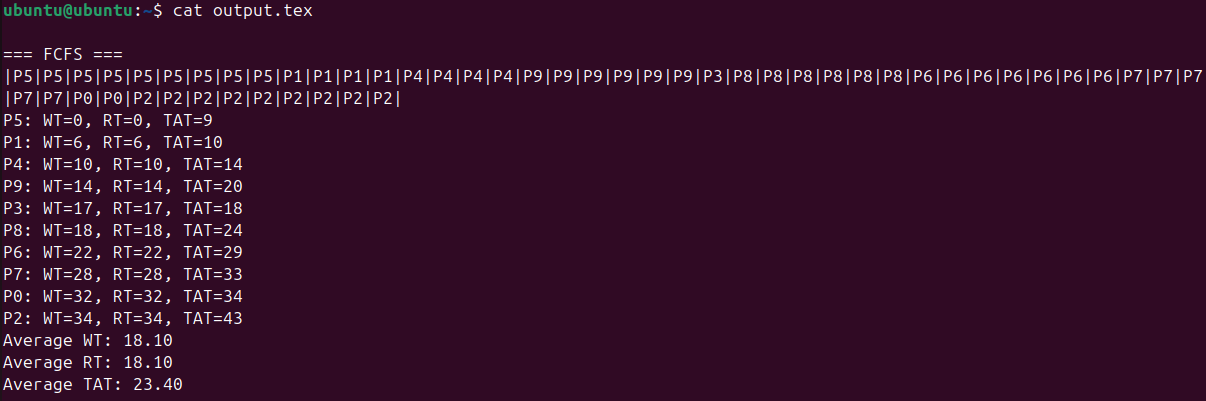 ubuntu@ubuntu:~$ cat output.tex
=== FCFS ===
|P5|P5|P5|P5|P5|P5|P5|P5|P5|P1|P1|P1|P1|P4|P4|P4|P4|P9|P9|P9|P9|P9|P9|P3|P8|P8|P8|P8|P8|P8|P6|P6|P6|P6|P6|P6|P6|P7|P7|P7
|P7|P7|P0|P0|P2|P2|P2|P2|P2|P2|P2|P2|P2|
P5: WT=0, RT=0, TAT=9
P1: WT=6, RT=6, TAT=10
P4: WT=10, RT=10, TAT=14
P9: WT=14, RT=14, TAT=20
P3: WT=17, RT=17, TAT=18
P8: WT=18, RT=18, TAT=24
P6: WT=22, RT=22, TAT=29
P7: WT=28, RT=28, TAT=33
P0: WT=32, RT=32, TAT=34
P2: WT=34, RT=34, TAT=43
Average WT: 18.10
Average RT: 18.10
Average TAT: 23.40